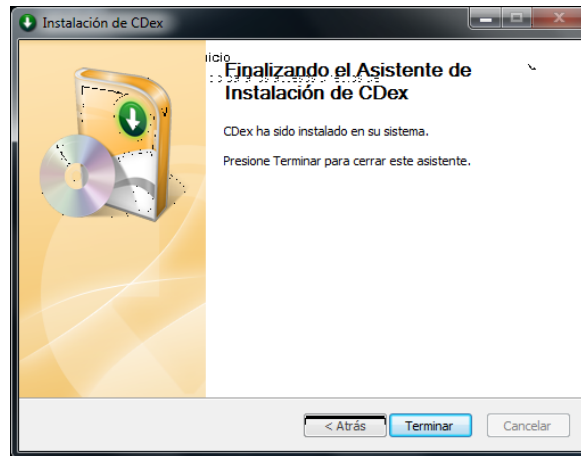 Instalación de CDex
Finalizando el Asistente de
Instalación de CDex
CDex ha sido instalado en su sistema.
Presione Terminar para cerrar este asistente.
< Atrás
Terminar
Cancelar